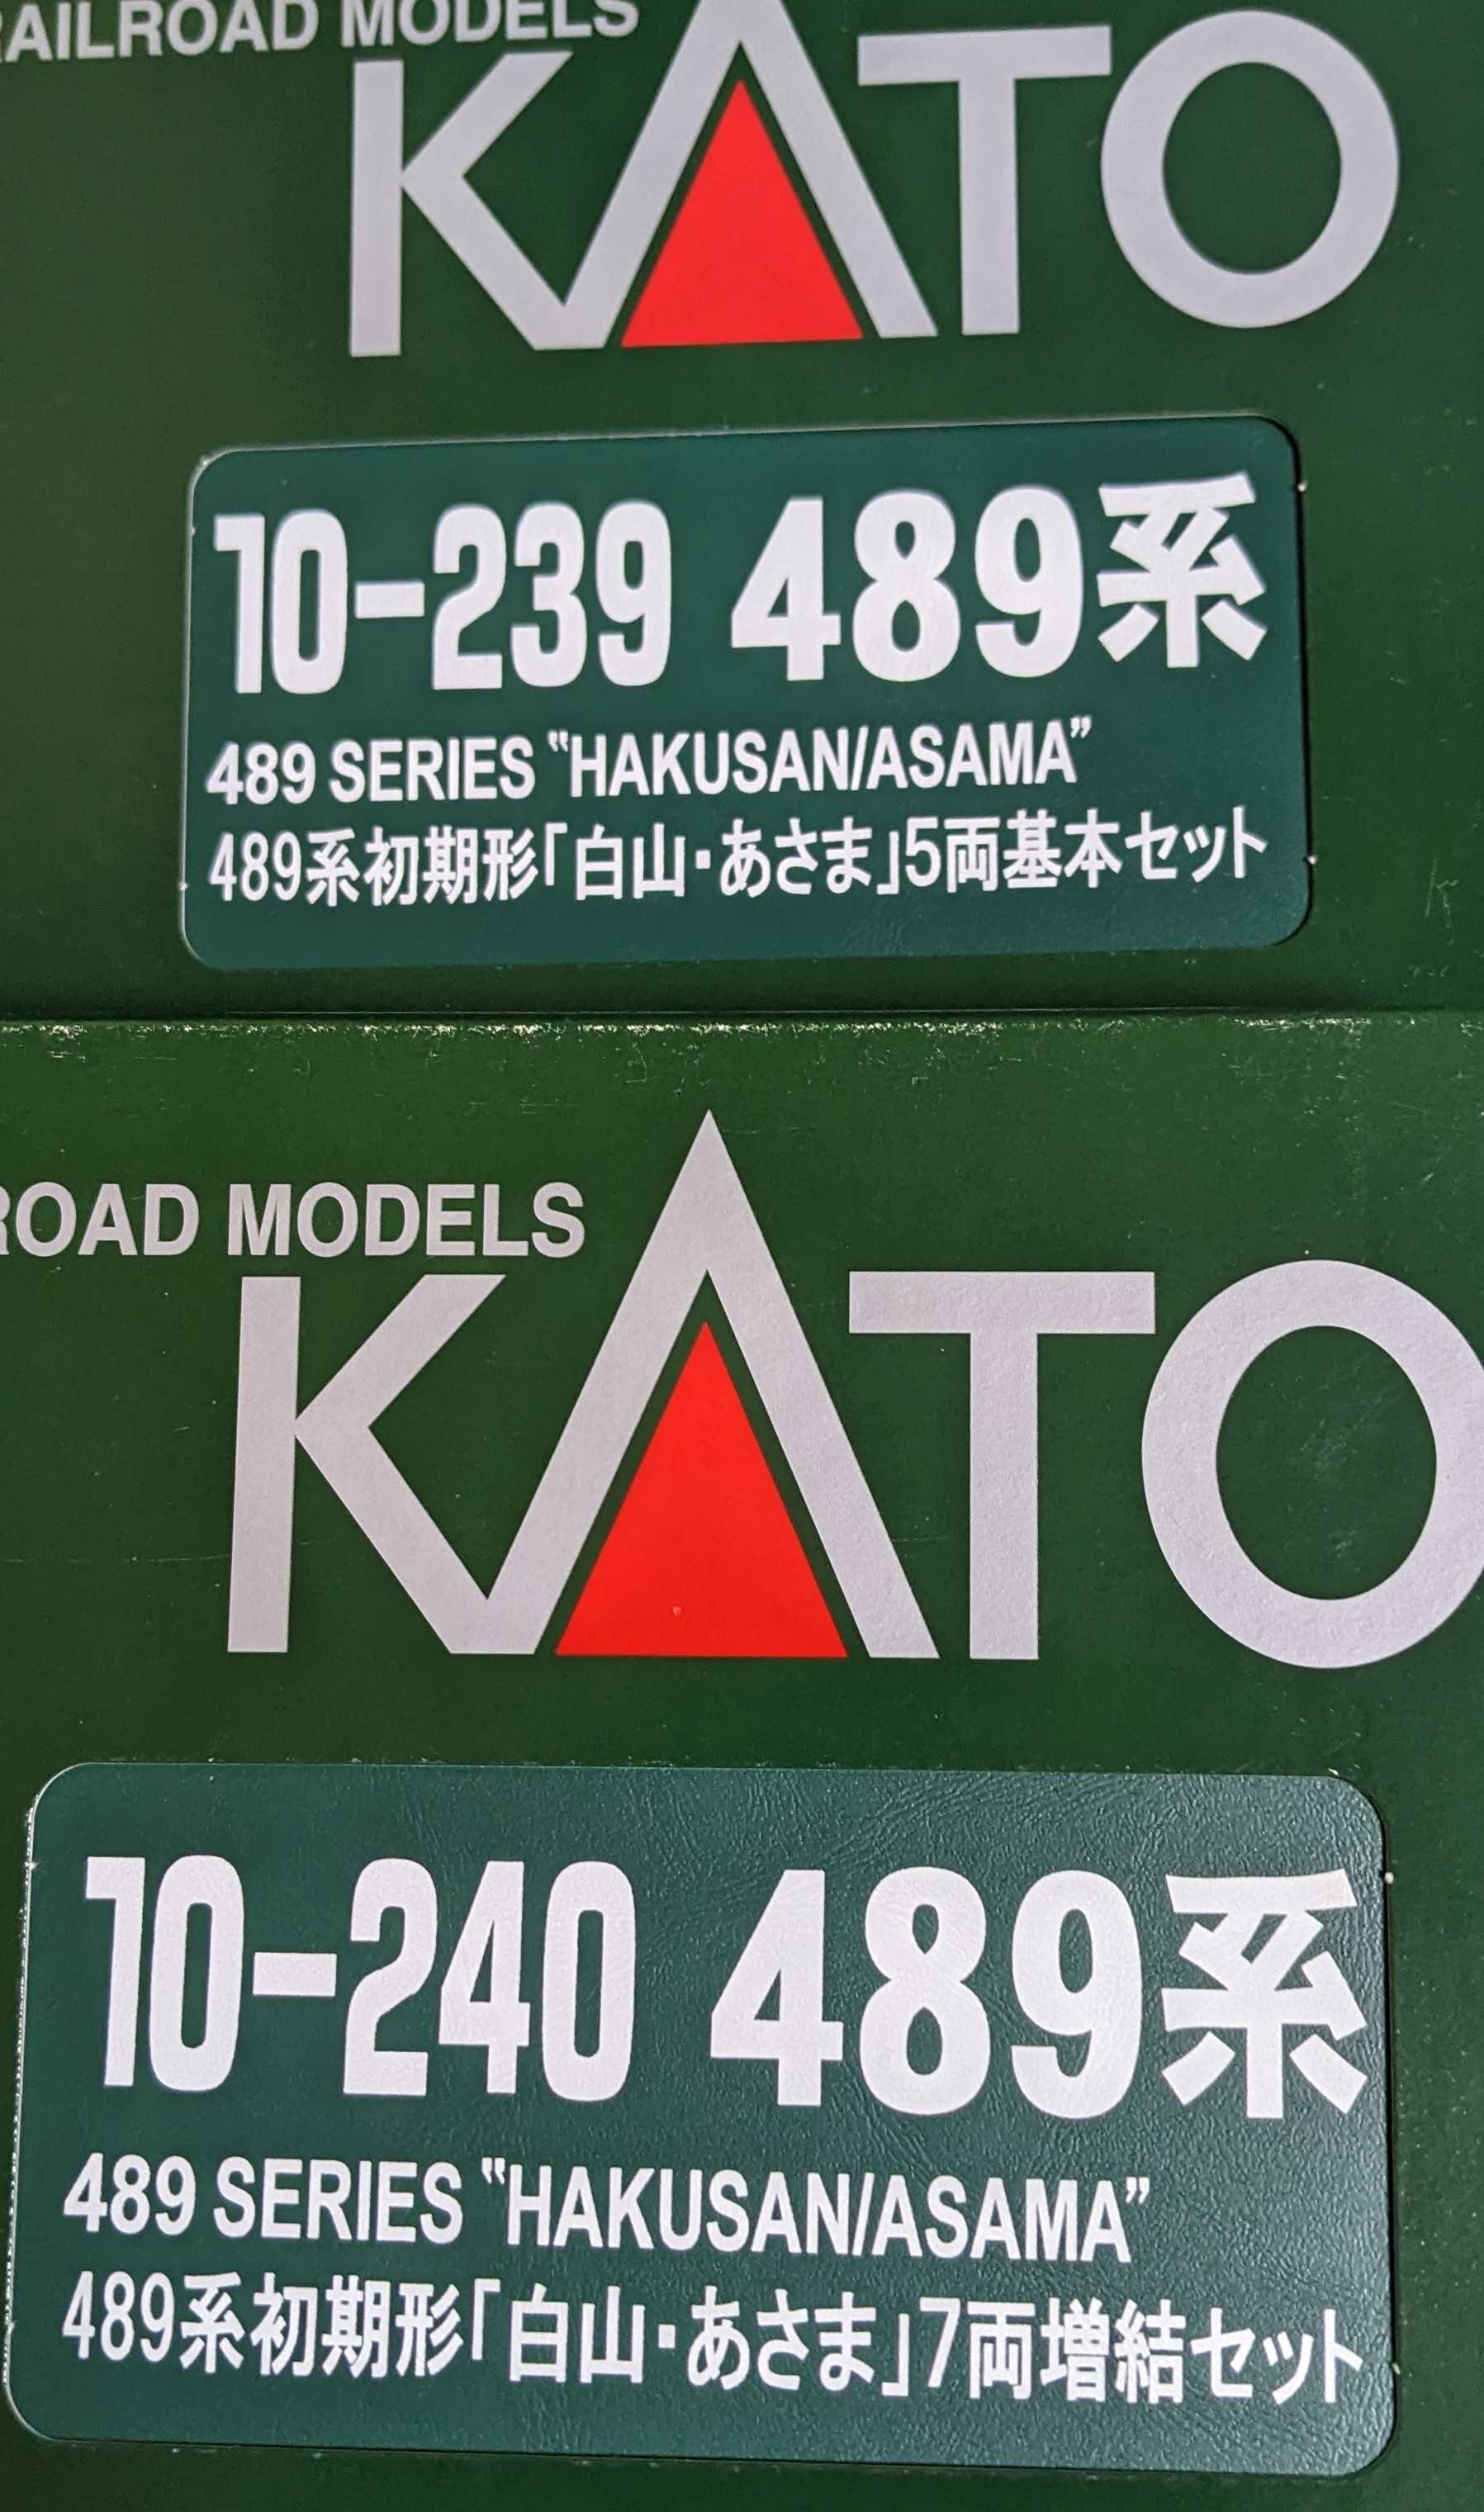 RAILROAD MODELS
KATO
10-239 489系
489 SERIES "HAKUSAN/ASAMA"
489系初期形「白山・あさま」5両基本セット
ROAD MODELS
KATO
10-240 489系
489 SERIES "HAKUSAN/ASAMA"
489系初期形「白山・あさま」7両増結セット